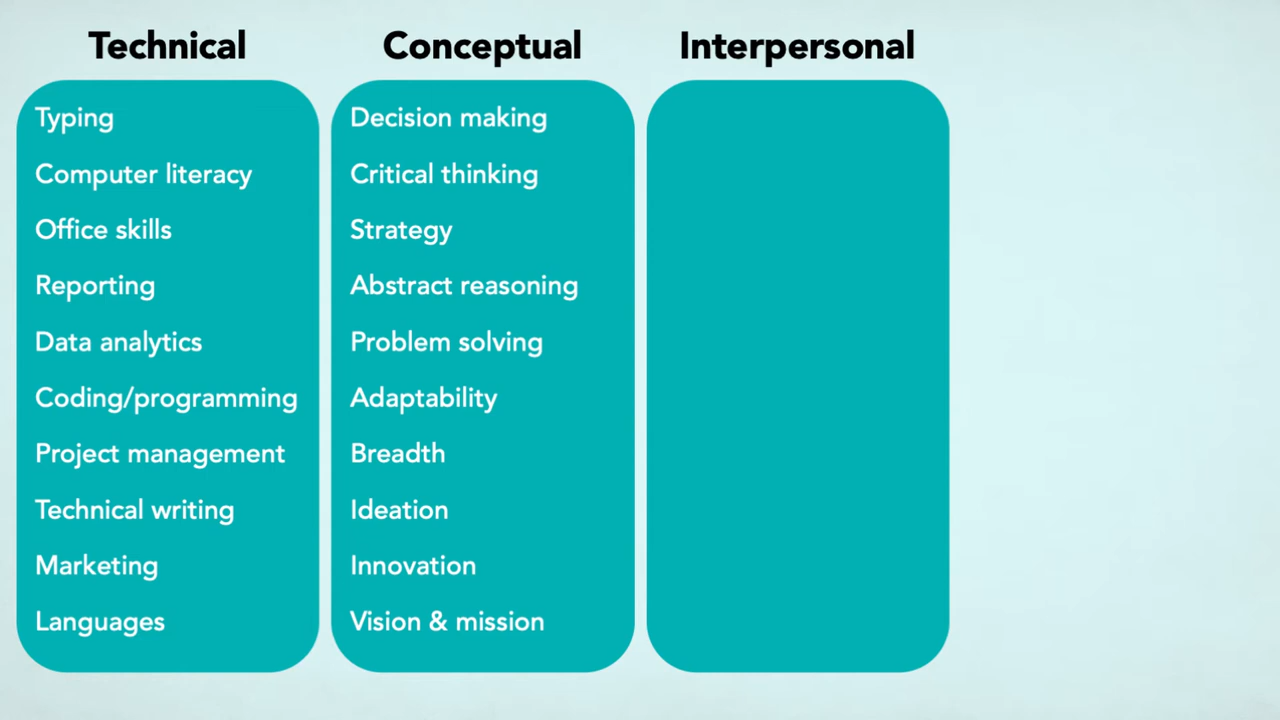 Technical
Typing
Computer literacy
Office skills
Reporting
Data analytics
Coding/programming
Project management
Technical writing
Marketing
Languages
Conceptual
Decision making
Critical thinking
Strategy
Abstract reasoning
Problem solving
Adaptability
Breadth
Ideation
Innovation
Vision & mission
Interpersonal